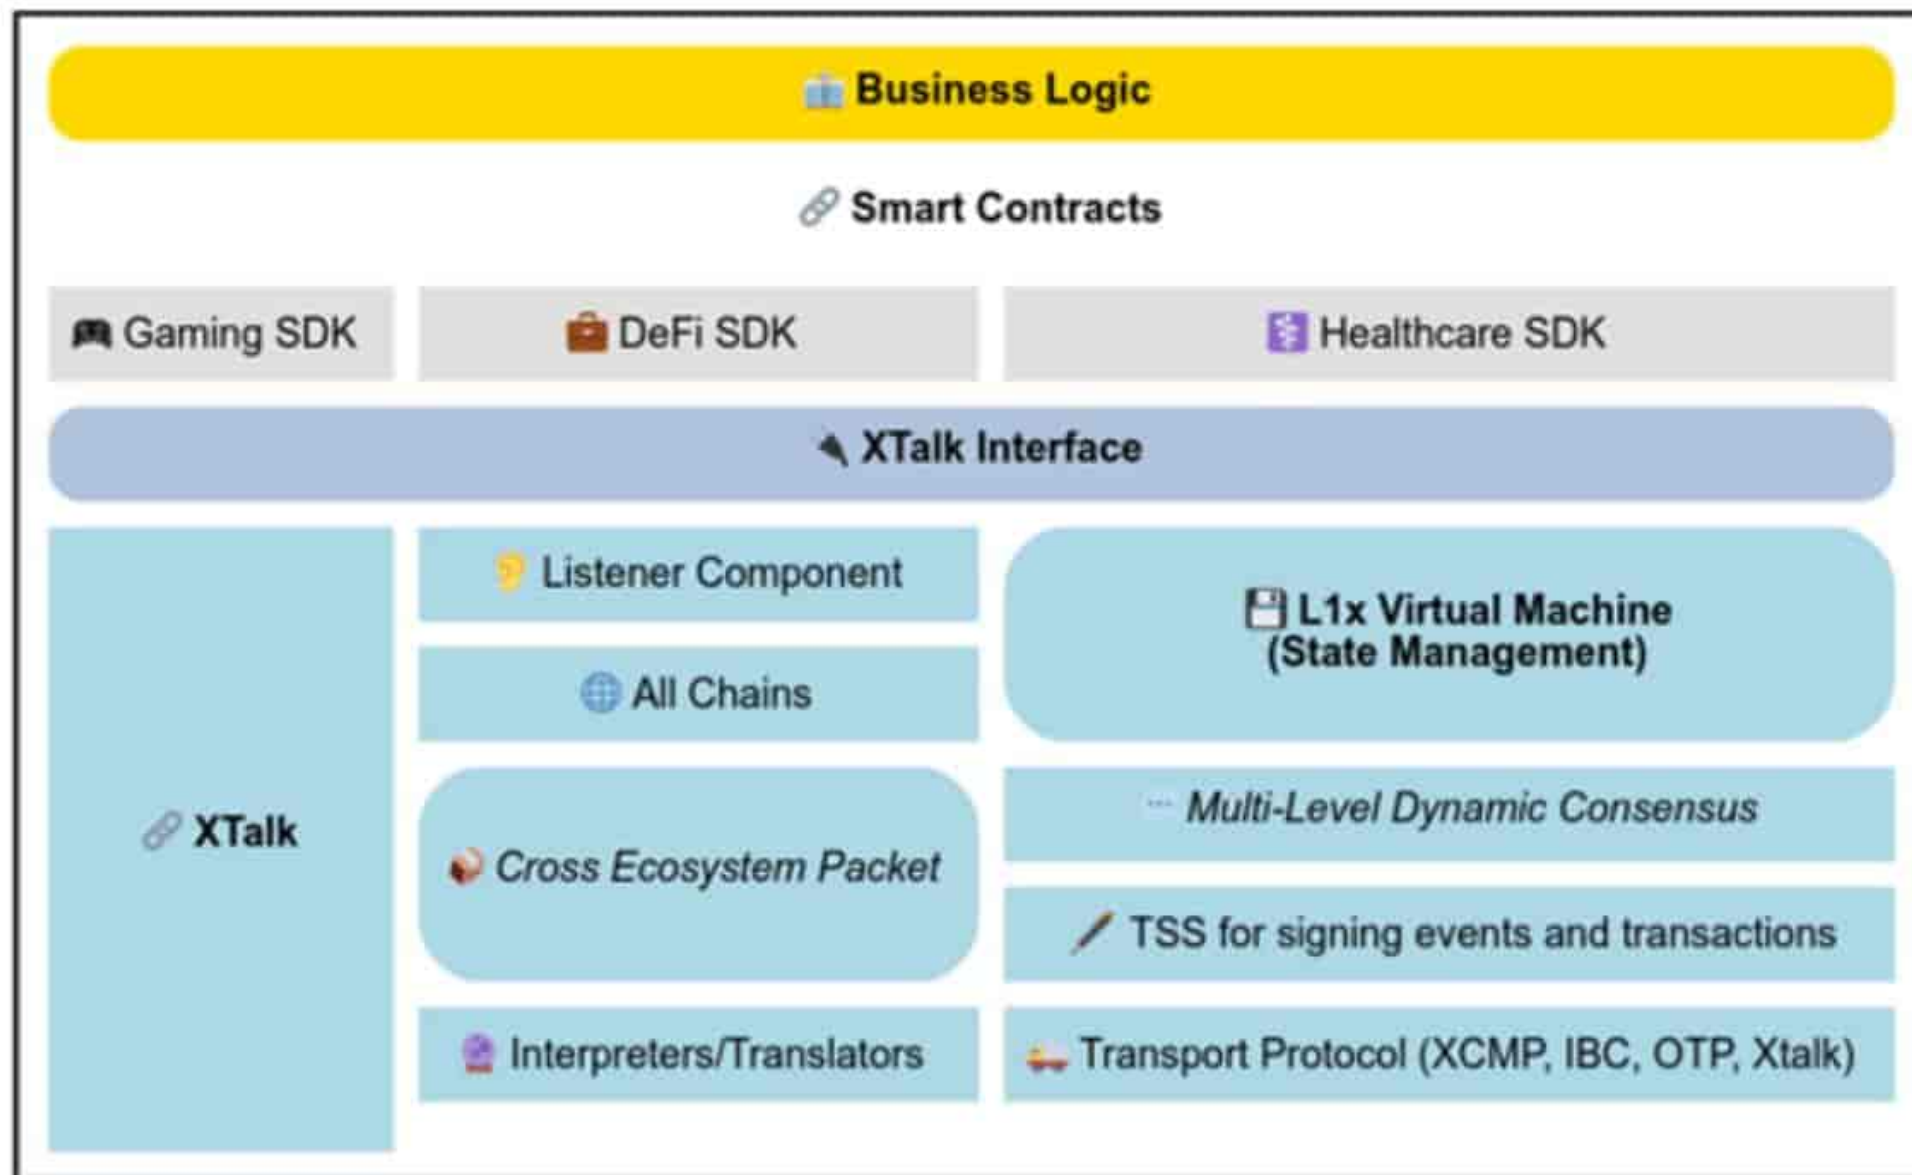 Business Logic
Smart Contracts
Gaming SDK
DeFi SDK
Healthcare SDK
XTalk Interface
XTalk
Listener Component
All Chains
Cross Ecosystem Packet
Interpreters/Translators
L1x Virtual Machine
(State Management)
Multi-Level Dynamic Consensus
TSS for signing events and transactions
Transport Protocol (XCMP, IBC, OTP, Xtalk)